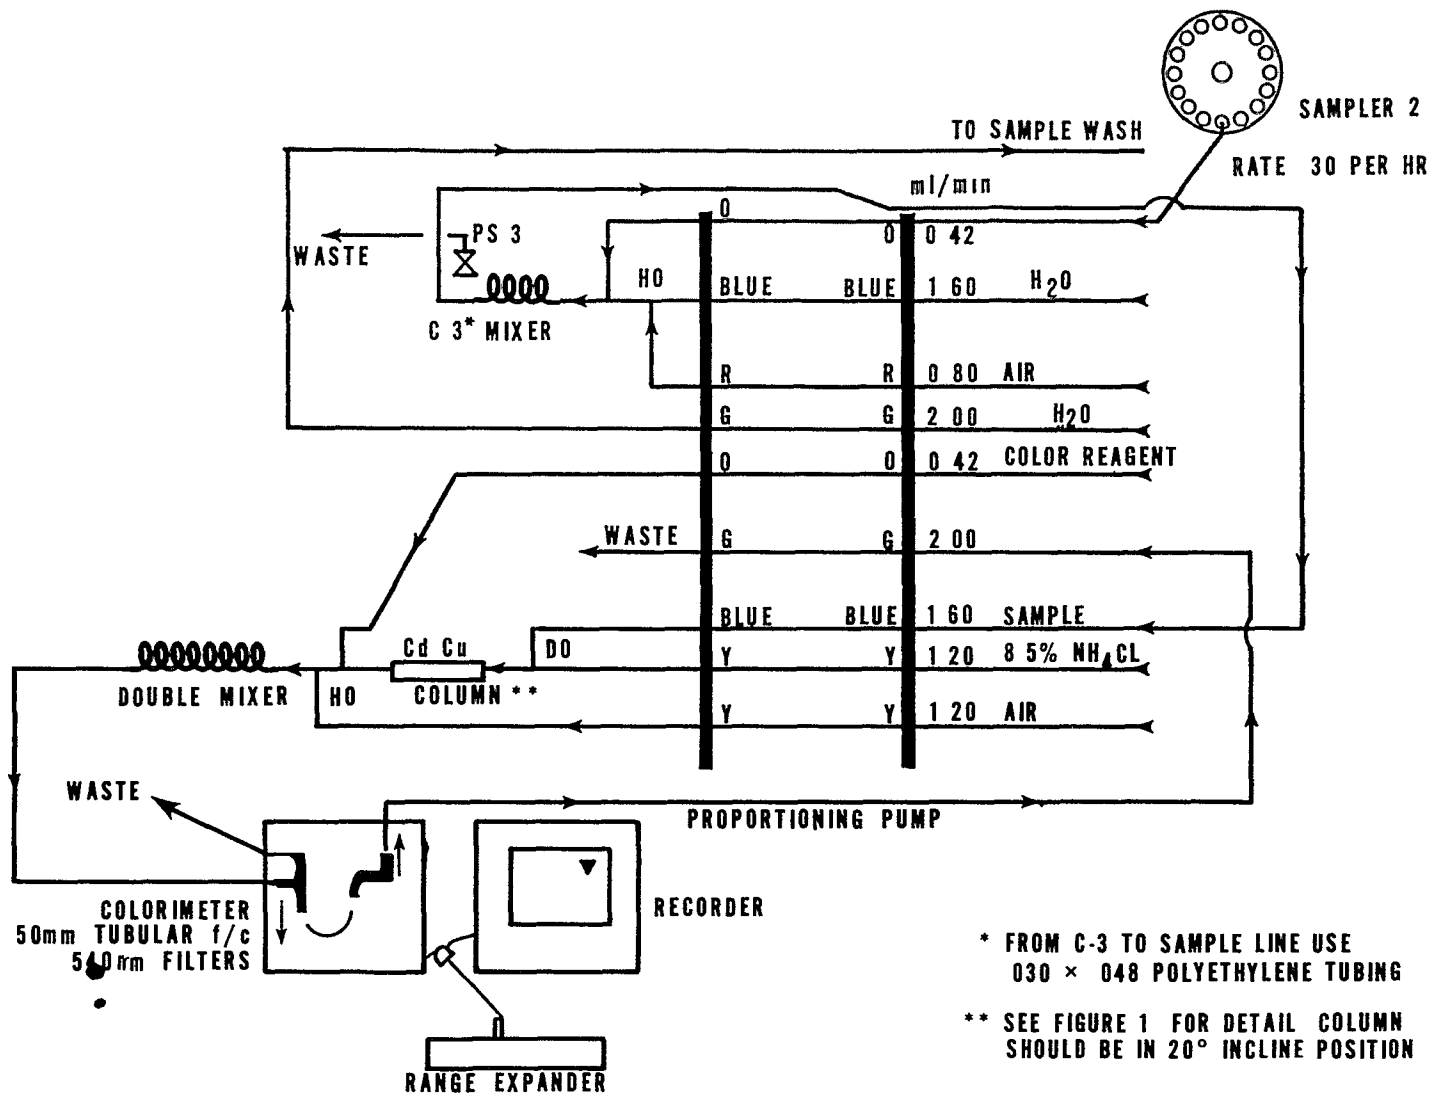 SAMPLER 2
TO SAMPLE WASH
RATE 30 PER HR
ml/min
O
PS 3
WASTE
O 0 42
HO
BLUE BLUE 1 60 H2O
C 3* MIXER
R R 0 80 AIR
G G 2 00 H2O
O O 0 42 COLOR REAGENT
WASTE G G 2 00
BLUE BLUE 1 60 SAMPLE
Cd Cu DO Y Y 1 20 8 5% NH4CL
DOUBLE MIXER HO COLUMN **
Y Y 1 20 AIR
WASTE
PROPORTIONING PUMP
COLORIMETER
50mm TUBULAR f/c
540nm FILTERS
RECORDER
* FROM C-3 TO SAMPLE LINE USE
030 × 048 POLYETHYLENE TUBING
** SEE FIGURE 1 FOR DETAIL COLUMN
SHOULD BE IN 20° INCLINE POSITION
RANGE EXPANDER